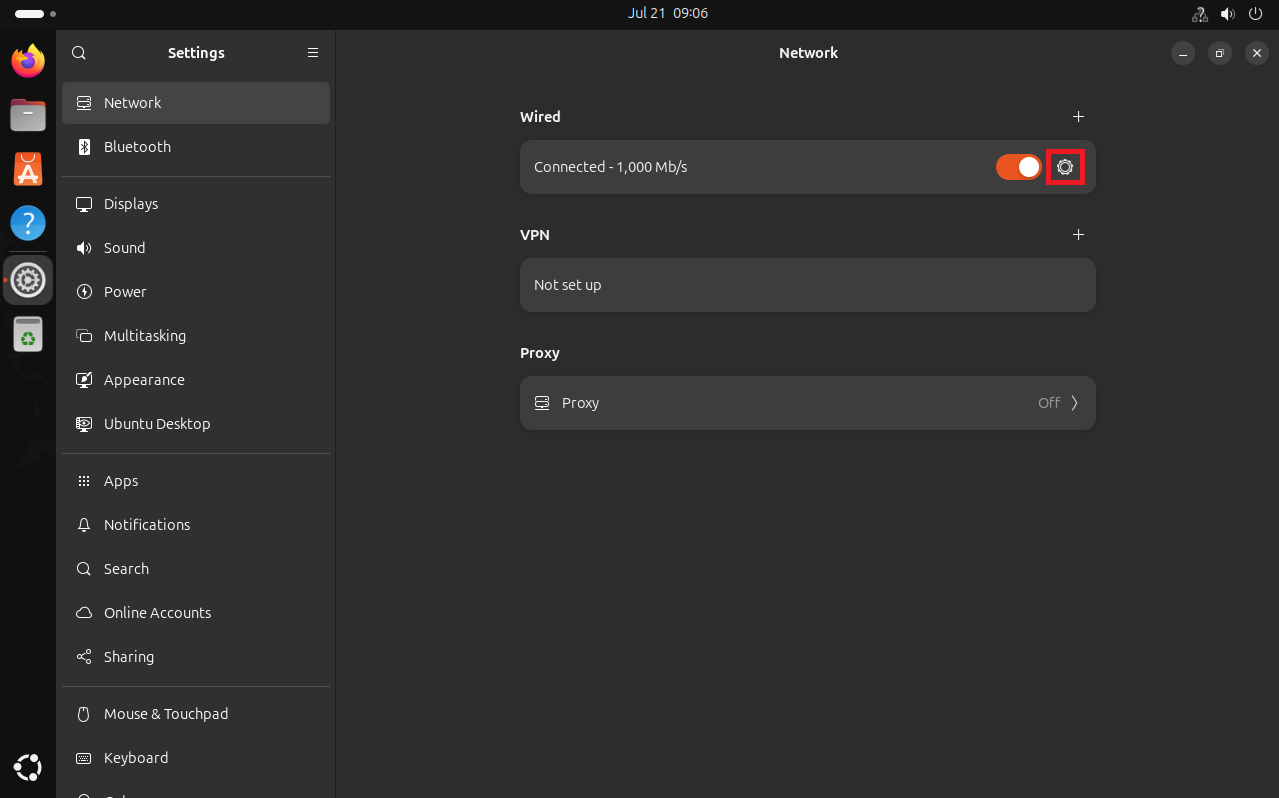 Jul 21 09:06
Settings
Network
Network
Bluetooth
Displays
Sound
Power
Multitasking
Appearance
Ubuntu Desktop
Apps
Notifications
Search
Online Accounts
Sharing
Mouse & Touchpad
Keyboard
Wired
Connected - 1,000 Mb/s
VPN
Not set up
Proxy
Proxy
Off